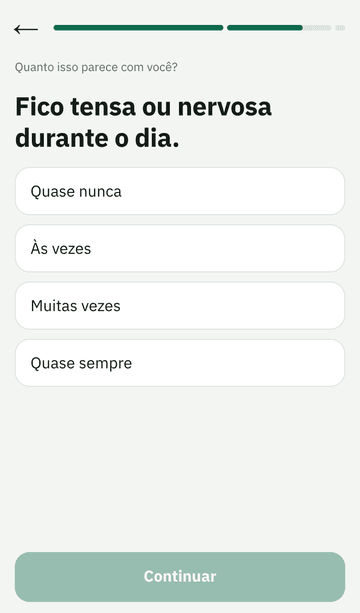 Quanto isso parece com você?
Fico tensa ou nervosa
durante o dia.
Quase nunca
Às vezes
Muitas vezes
Quase sempre
Continuar